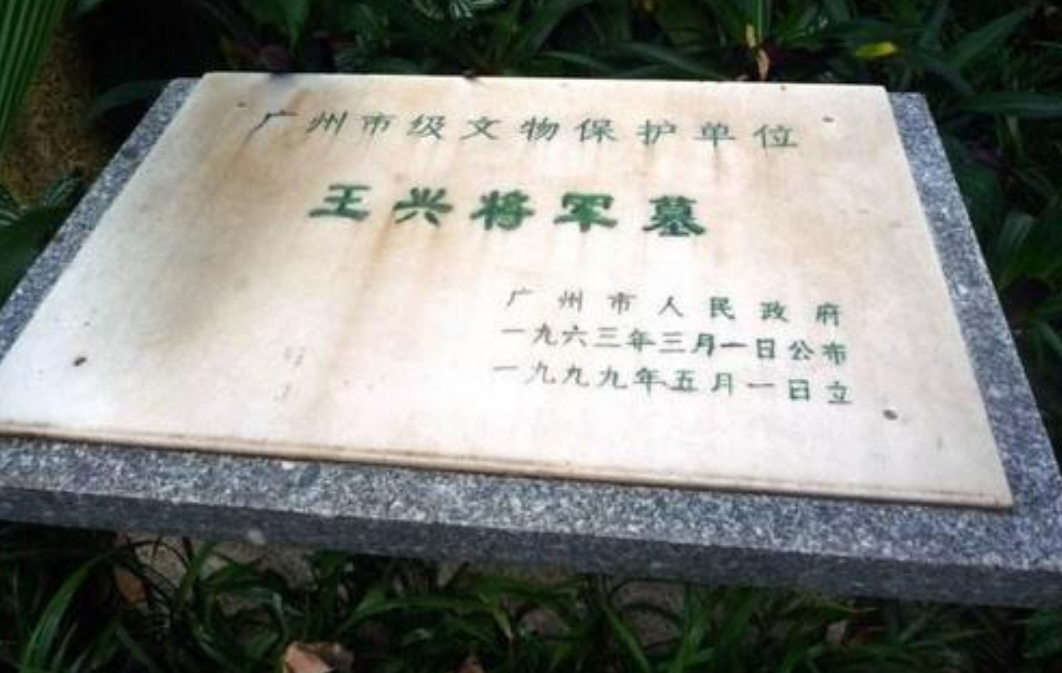 广州市级文物保护单位
王兴将军墓
广州市人民政府
一九六三年三月一日公布
一九九九年五月一日立